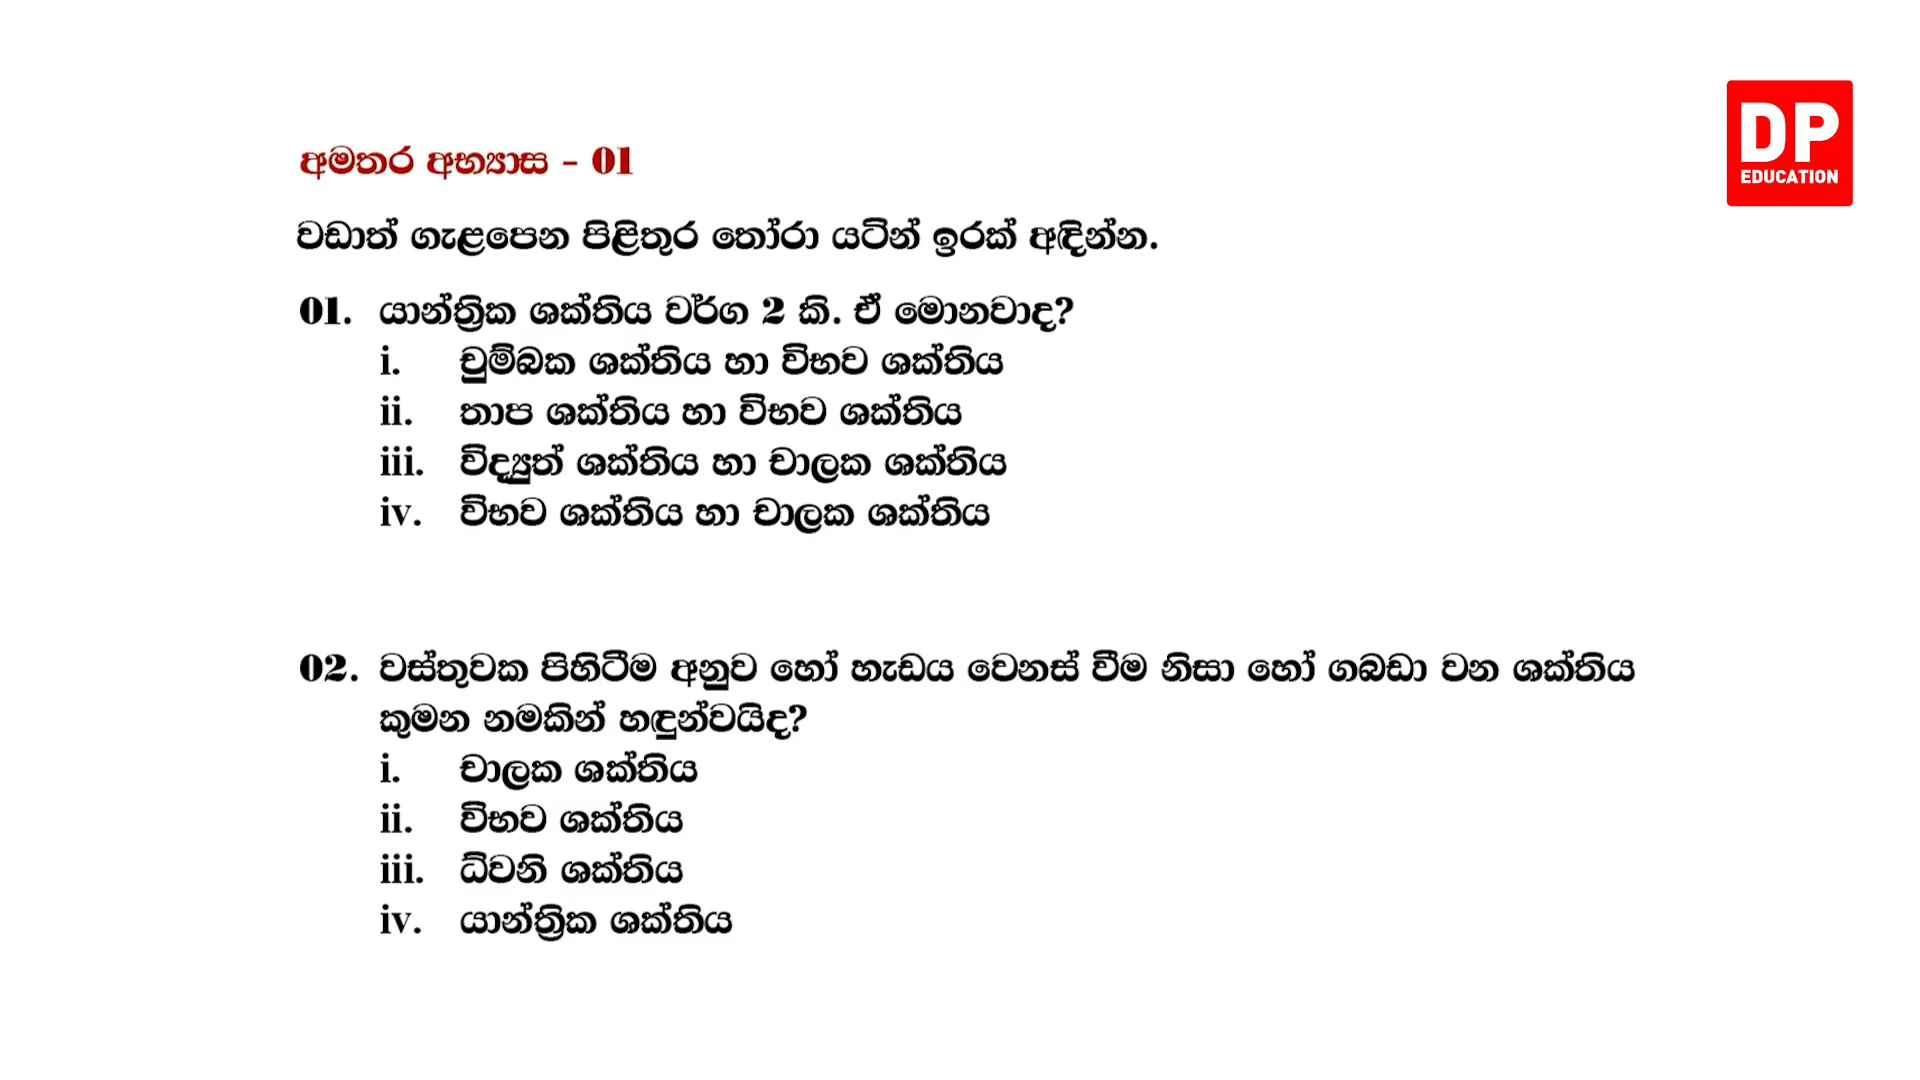 DP
EDUCATION
අමතර අභ්‍යාස - 01
වඩාත් ගැළපෙන පිළිතුර තෝරා යටින් ඉරක් අඳින්න.
01. යාන්ත්‍රික ශක්තිය වර්ග 2 කි. ඒ මොනවාද?
i. චුම්බක ශක්තිය හා විභව ශක්තිය
ii. තාප ශක්තිය හා විභව ශක්තිය
iii. විද්‍යුත් ශක්තිය හා චාලක ශක්තිය
iv. විභව ශක්තිය හා චාලක ශක්තිය
02. වස්තුවක පිහිටීම අනුව හෝ හැඩය වෙනස් වීම නිසා හෝ ගබඩා වන ශක්තිය
කුමන නමකින් හඳුන්වයිද?
i. චාලක ශක්තිය
ii. විභව ශක්තිය
iii. ධ්වනි ශක්තිය
iv. යාන්ත්‍රික ශක්තිය